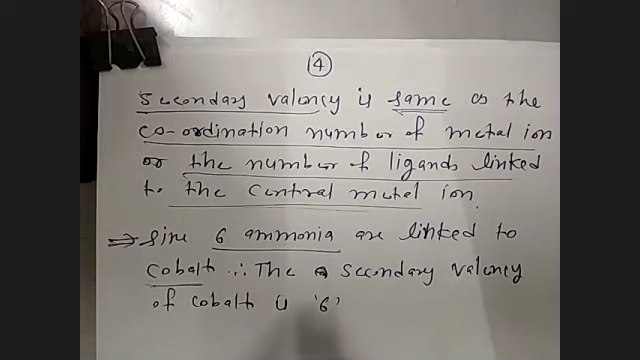 4
Secondary valency is same as the
co-ordination number of metal ion
or the number of ligands linked
to the central metal ion.
⇒ Sine 6 ammonia are linked to
cobalt ∴ The secondary valency
of cobalt is '6'